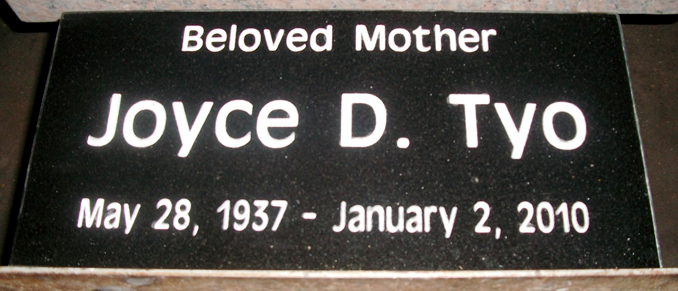 Beloved Mother
Joyce D. Tyo
May 28, 1937 - January 2, 2010